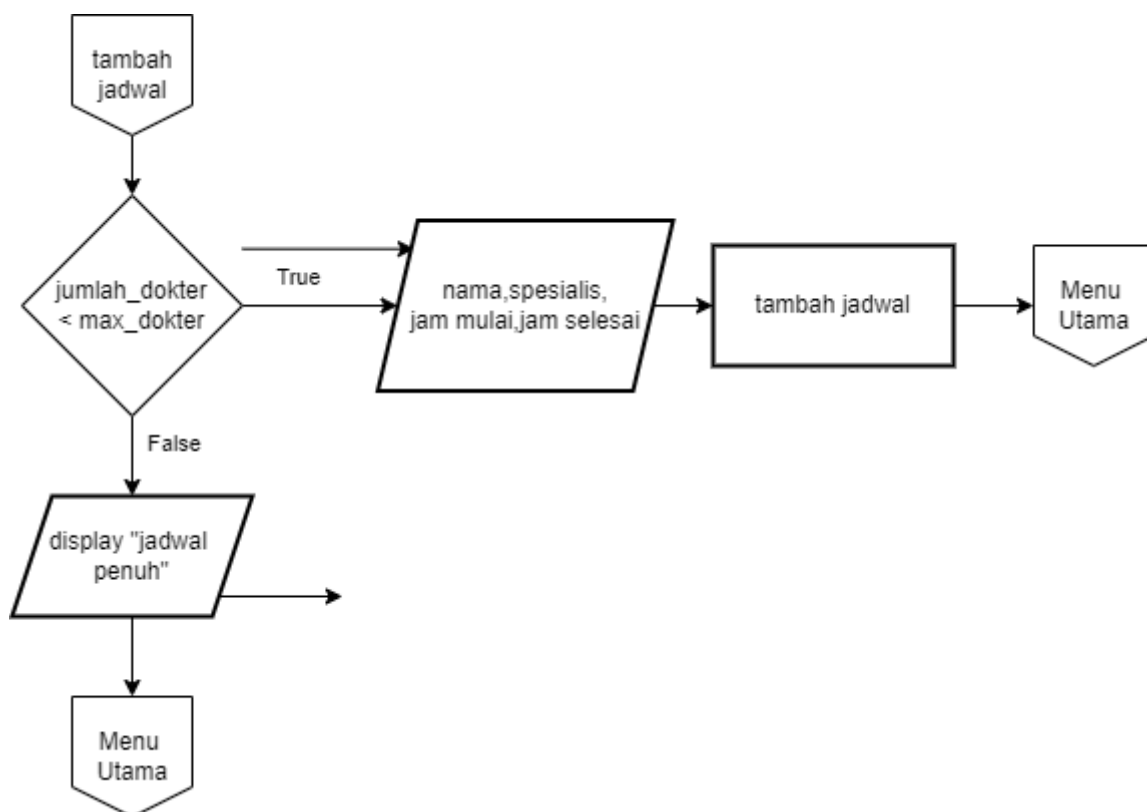 tambah
jadwal
jumlah_dokter
< max_dokter
True
nama,spesialis,
jam mulai,jam selesai
tambah jadwal
Menu
Utama
False
display "jadwal
penuh"
Menu
Utama